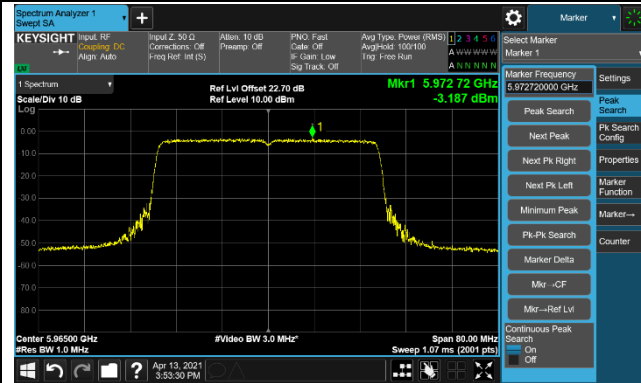 Spectrum Analyzer 1
Swept SA
Marker
KEYSIGHT
Input: RF
Coupling: DC
Align: Auto
Input Z: 50 Ω
Corrections: Off
Freq Ref: Int (S)
Atten: 10 dB
Preamp: Off
PNO: Fast
Gate: Off
IF Gain: Low
Sig Track: Off
Avg Type: Power (RMS)
Avg|Hold: 100/100
Trig: Free Run
1 2 3 4 5 6
A W W W W W
A N N N N N
LXI
Select Marker
Marker 1
1 Spectrum
Scale/Div 10 dB
Log
Ref Lvl Offset 22.70 dB
Ref Level 10.00 dBm
Mkr1 5.972 72 GHz
-3.187 dBm
1
0.00
-10.0
-20.0
-30.0
-40.0
-50.0
-60.0
-70.0
-80.0
Center 5.96500 GHz
#Res BW 1.0 MHz
#Video BW 3.0 MHz*
Span 80.00 MHz
Sweep 1.07 ms (2001 pts)
Marker Frequency
5.972720000 GHz
Peak Search
Next Peak
Next Pk Right
Next Pk Left
Minimum Peak
Pk-Pk Search
Marker Delta
Mkr→CF
Mkr→Ref Lvl
Continuous Peak
Search
On
Off
Settings
Peak
Search
Pk Search
Config
Properties
Marker
Function
Marker→
Counter
?
Apr 13, 2021
3:53:30 PM